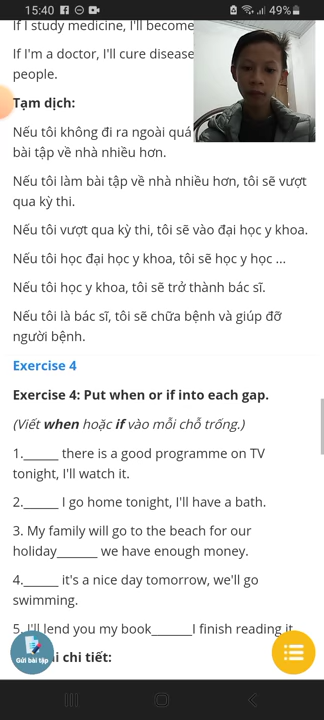 15:40
49%
If I study medicine, I'll become
If I'm a doctor, I'll cure disease
people.
Tạm dịch:
Nếu tôi không đi ra ngoài quá
bài tập về nhà nhiều hơn.
Nếu tôi làm bài tập về nhà nhiều hơn, tôi sẽ vượt
qua kỳ thi.
Nếu tôi vượt qua kỳ thi, tôi sẽ vào đại học y khoa.
Nếu tôi học đại học y khoa, tôi sẽ học y học ...
Nếu tôi học y khoa, tôi sẽ trở thành bác sĩ.
Nếu tôi là bác sĩ, tôi sẽ chữa bệnh và giúp đỡ
người bệnh.
Exercise 4
Exercise 4: Put when or if into each gap.
(Viết when hoặc if vào mỗi chỗ trống.)
1.______ there is a good programme on TV
tonight, I'll watch it.
2.______ I go home tonight, I'll have a bath.
3. My family will go to the beach for our
holiday_______ we have enough money.
4.______ it's a nice day tomorrow, we'll go
swimming.
5. I'll lend you my book_______I finish reading it.
Gửi bài tập
i chi tiết: